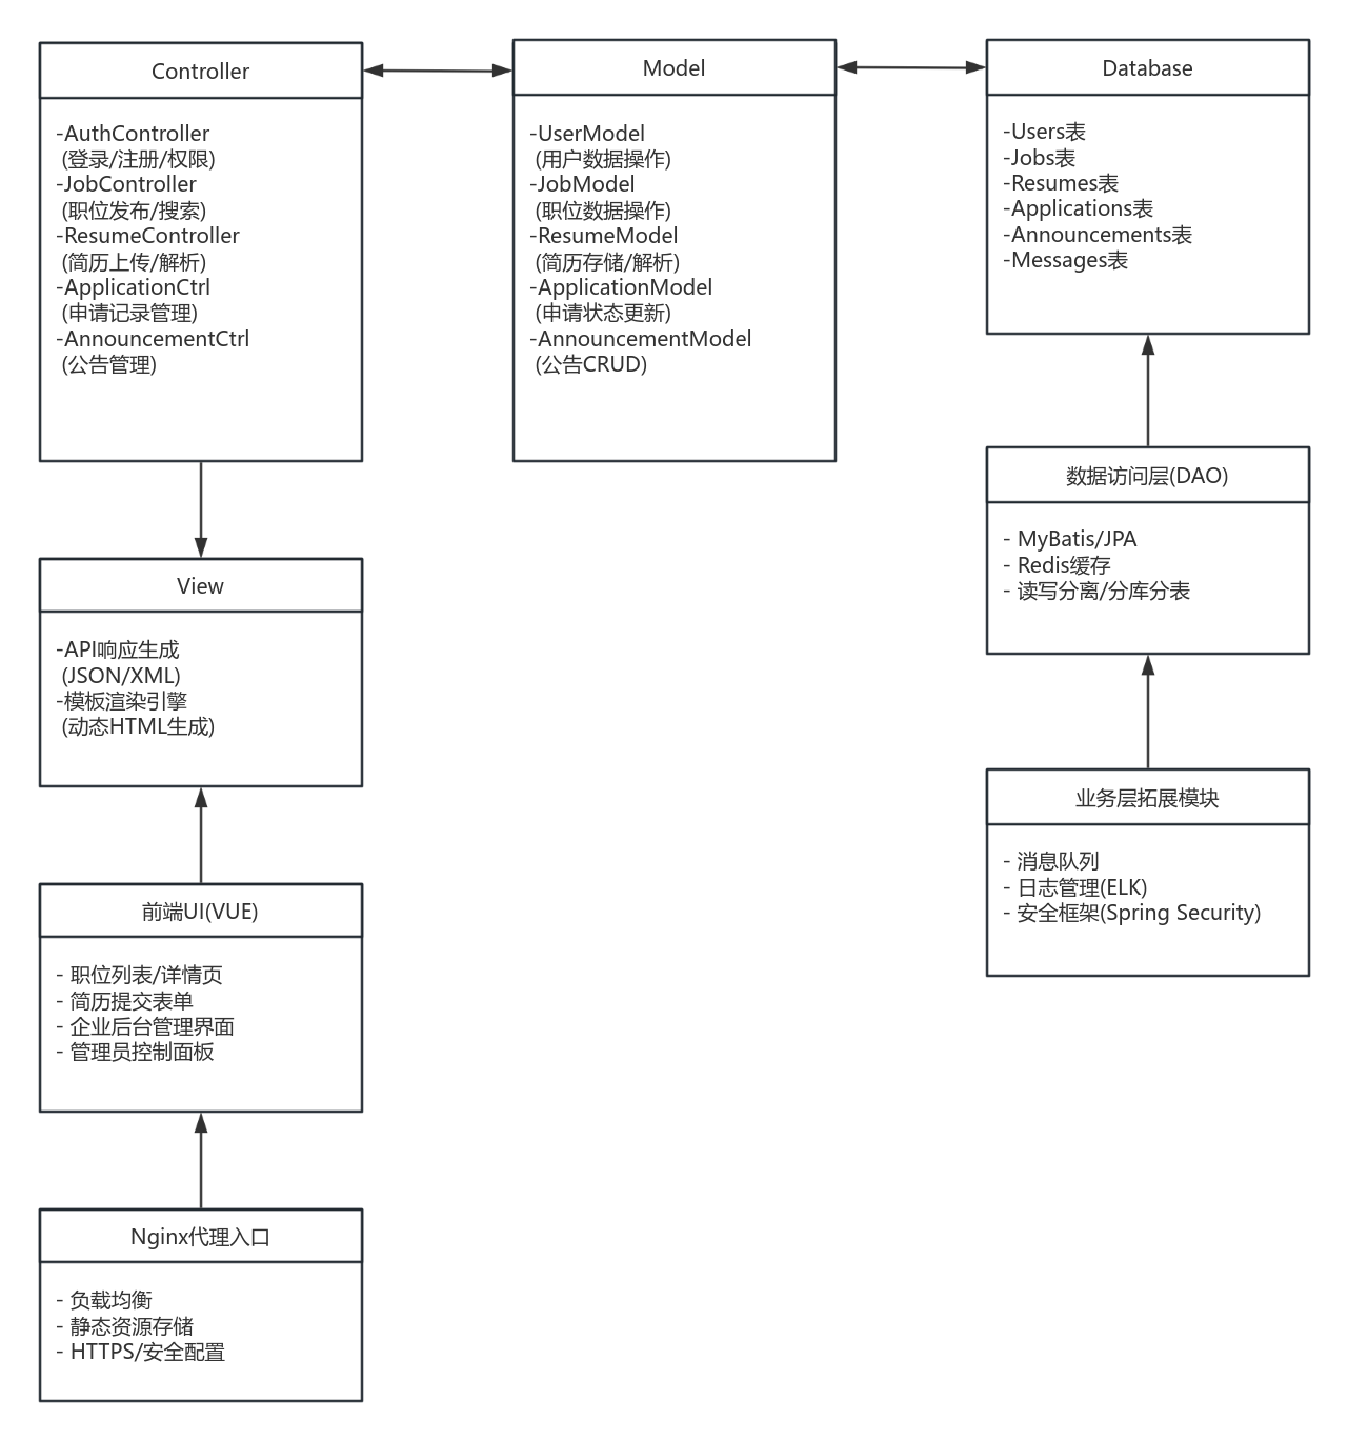 Controller
-AuthController
(登录/注册/权限)
-JobController
(职位发布/搜索)
-ResumeController
(简历上传/解析)
-ApplicationCtrl
(申请记录管理)
-AnnouncementCtrl
(公告管理)
Model
-UserModel
(用户数据操作)
-JobModel
(职位数据操作)
-ResumeModel
(简历存储/解析)
-ApplicationModel
(申请状态更新)
-AnnouncementModel
(公告CRUD)
Database
-Users表
-Jobs表
-Resumes表
-Applications表
-Announcements表
-Messages表
View
-API响应生成
(JSON/XML)
-模板渲染引擎
(动态HTML生成)
数据访问层(DAO)
- MyBatis/JPA
- Redis缓存
- 读写分离/分库分表
前端UI(VUE)
- 职位列表/详情页
- 简历提交表单
- 企业后台管理界面
- 管理员控制面板
业务层拓展模块
- 消息队列
- 日志管理(ELK)
- 安全框架(Spring Security)
Nginx代理入口
- 负载均衡
- 静态资源存储
- HTTPS/安全配置